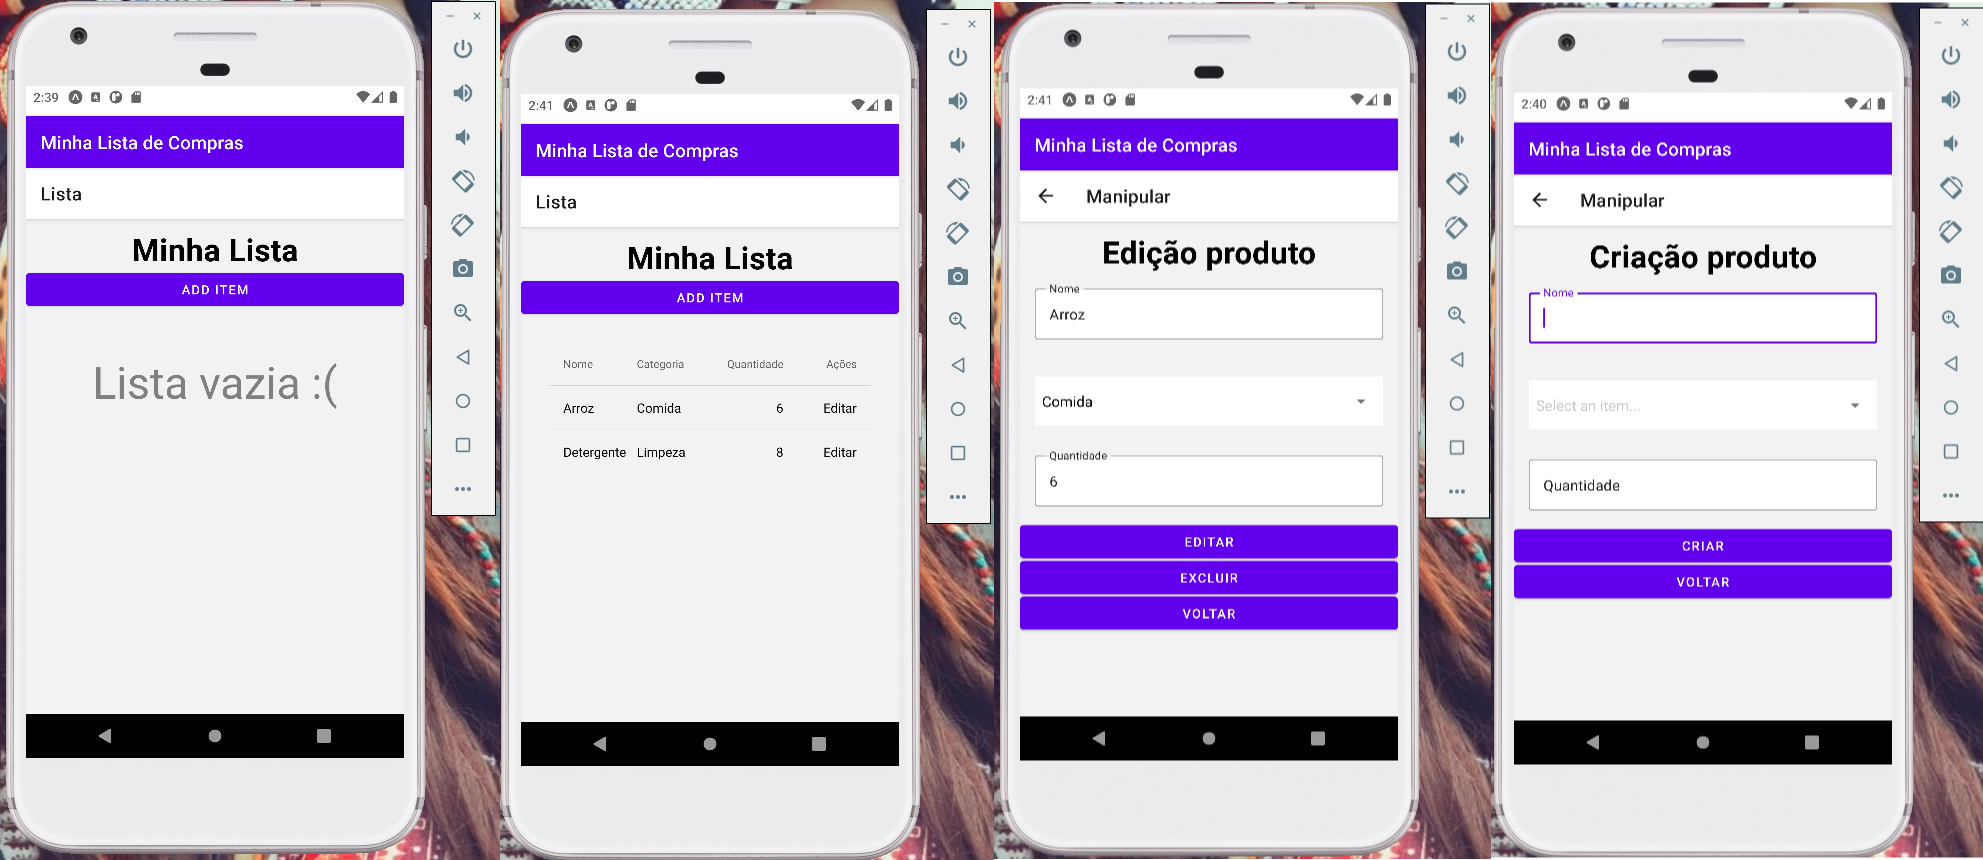 2:39
Minha Lista de Compras
Lista
Minha Lista
ADD ITEM
Lista vazia :(
2:41
Minha Lista de Compras
Lista
Minha Lista
ADD ITEM
Nome Categoria Quantidade Ações
Arroz Comida 6 Editar
Detergente Limpeza 8 Editar
2:41
Minha Lista de Compras
Manipular
Edição produto
Nome
Arroz
Comida
Quantidade
6
EDITAR
EXCLUIR
VOLTAR
2:40
Minha Lista de Compras
Manipular
Criação produto
Nome
Select an item...
Quantidade
CRIAR
VOLTAR